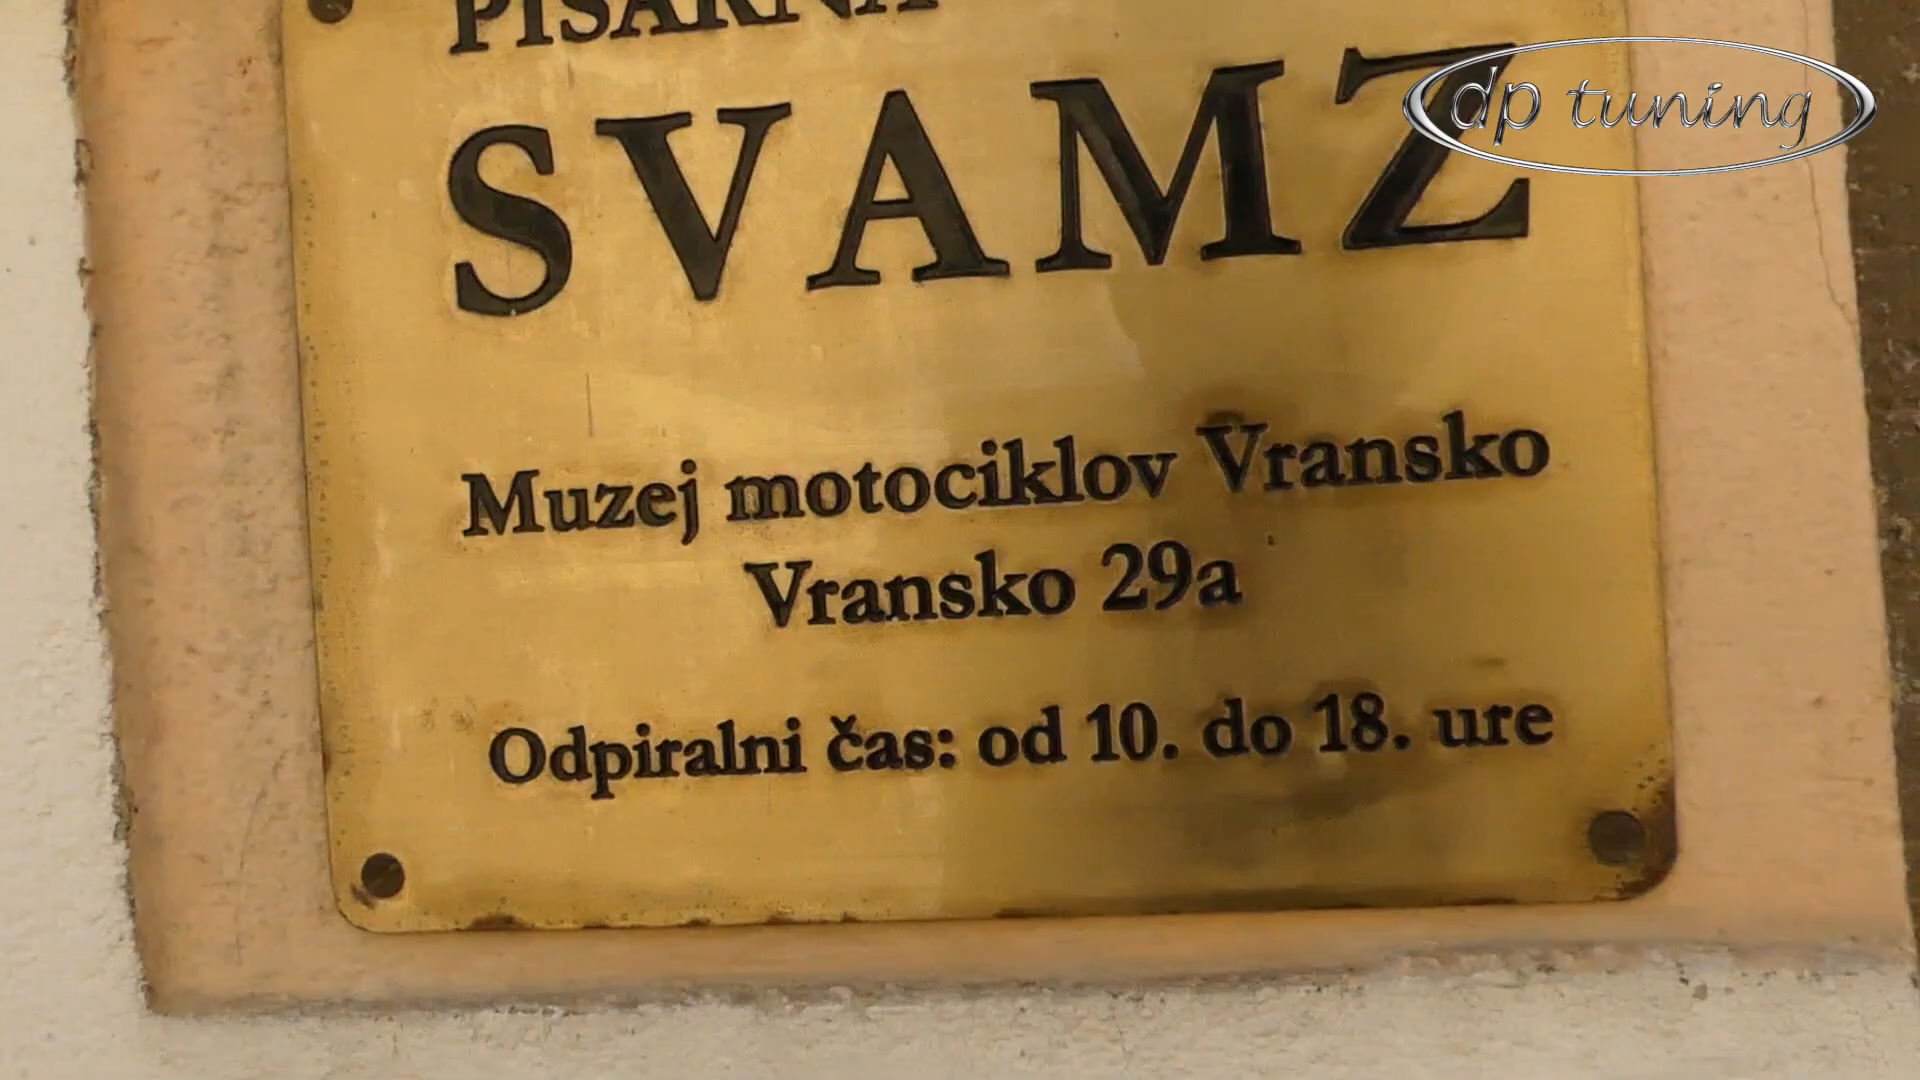 PISARNA
SVAMZ
dp tuning
Muzej motociklov Vransko
Vransko 29a
Odpiralni čas: od 10. do 18. ure